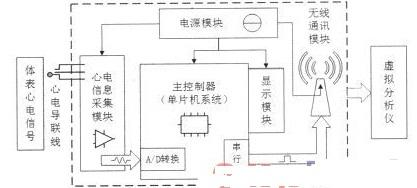 电源模块
无线
通讯
模块
体表心电信号
心电导联线
心电
信息
采集
模块
主控制器
(单片机系统)
显示模块
虚拟分析仪
A/D转换
串行